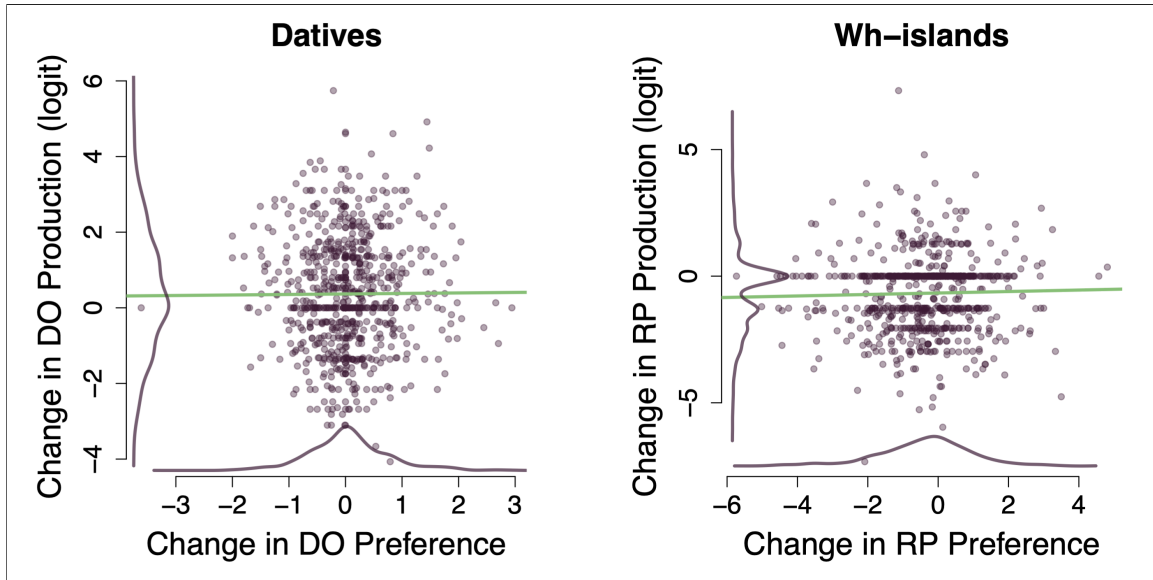 Datives
Change in DO Production (logit)
6
4
2
0
−2
−4
−3 −2 −1 0 1 2 3
Change in DO Preference
Wh−islands
Change in RP Production (logit)
5
0
−5
−6 −4 −2 0 2 4
Change in RP Preference